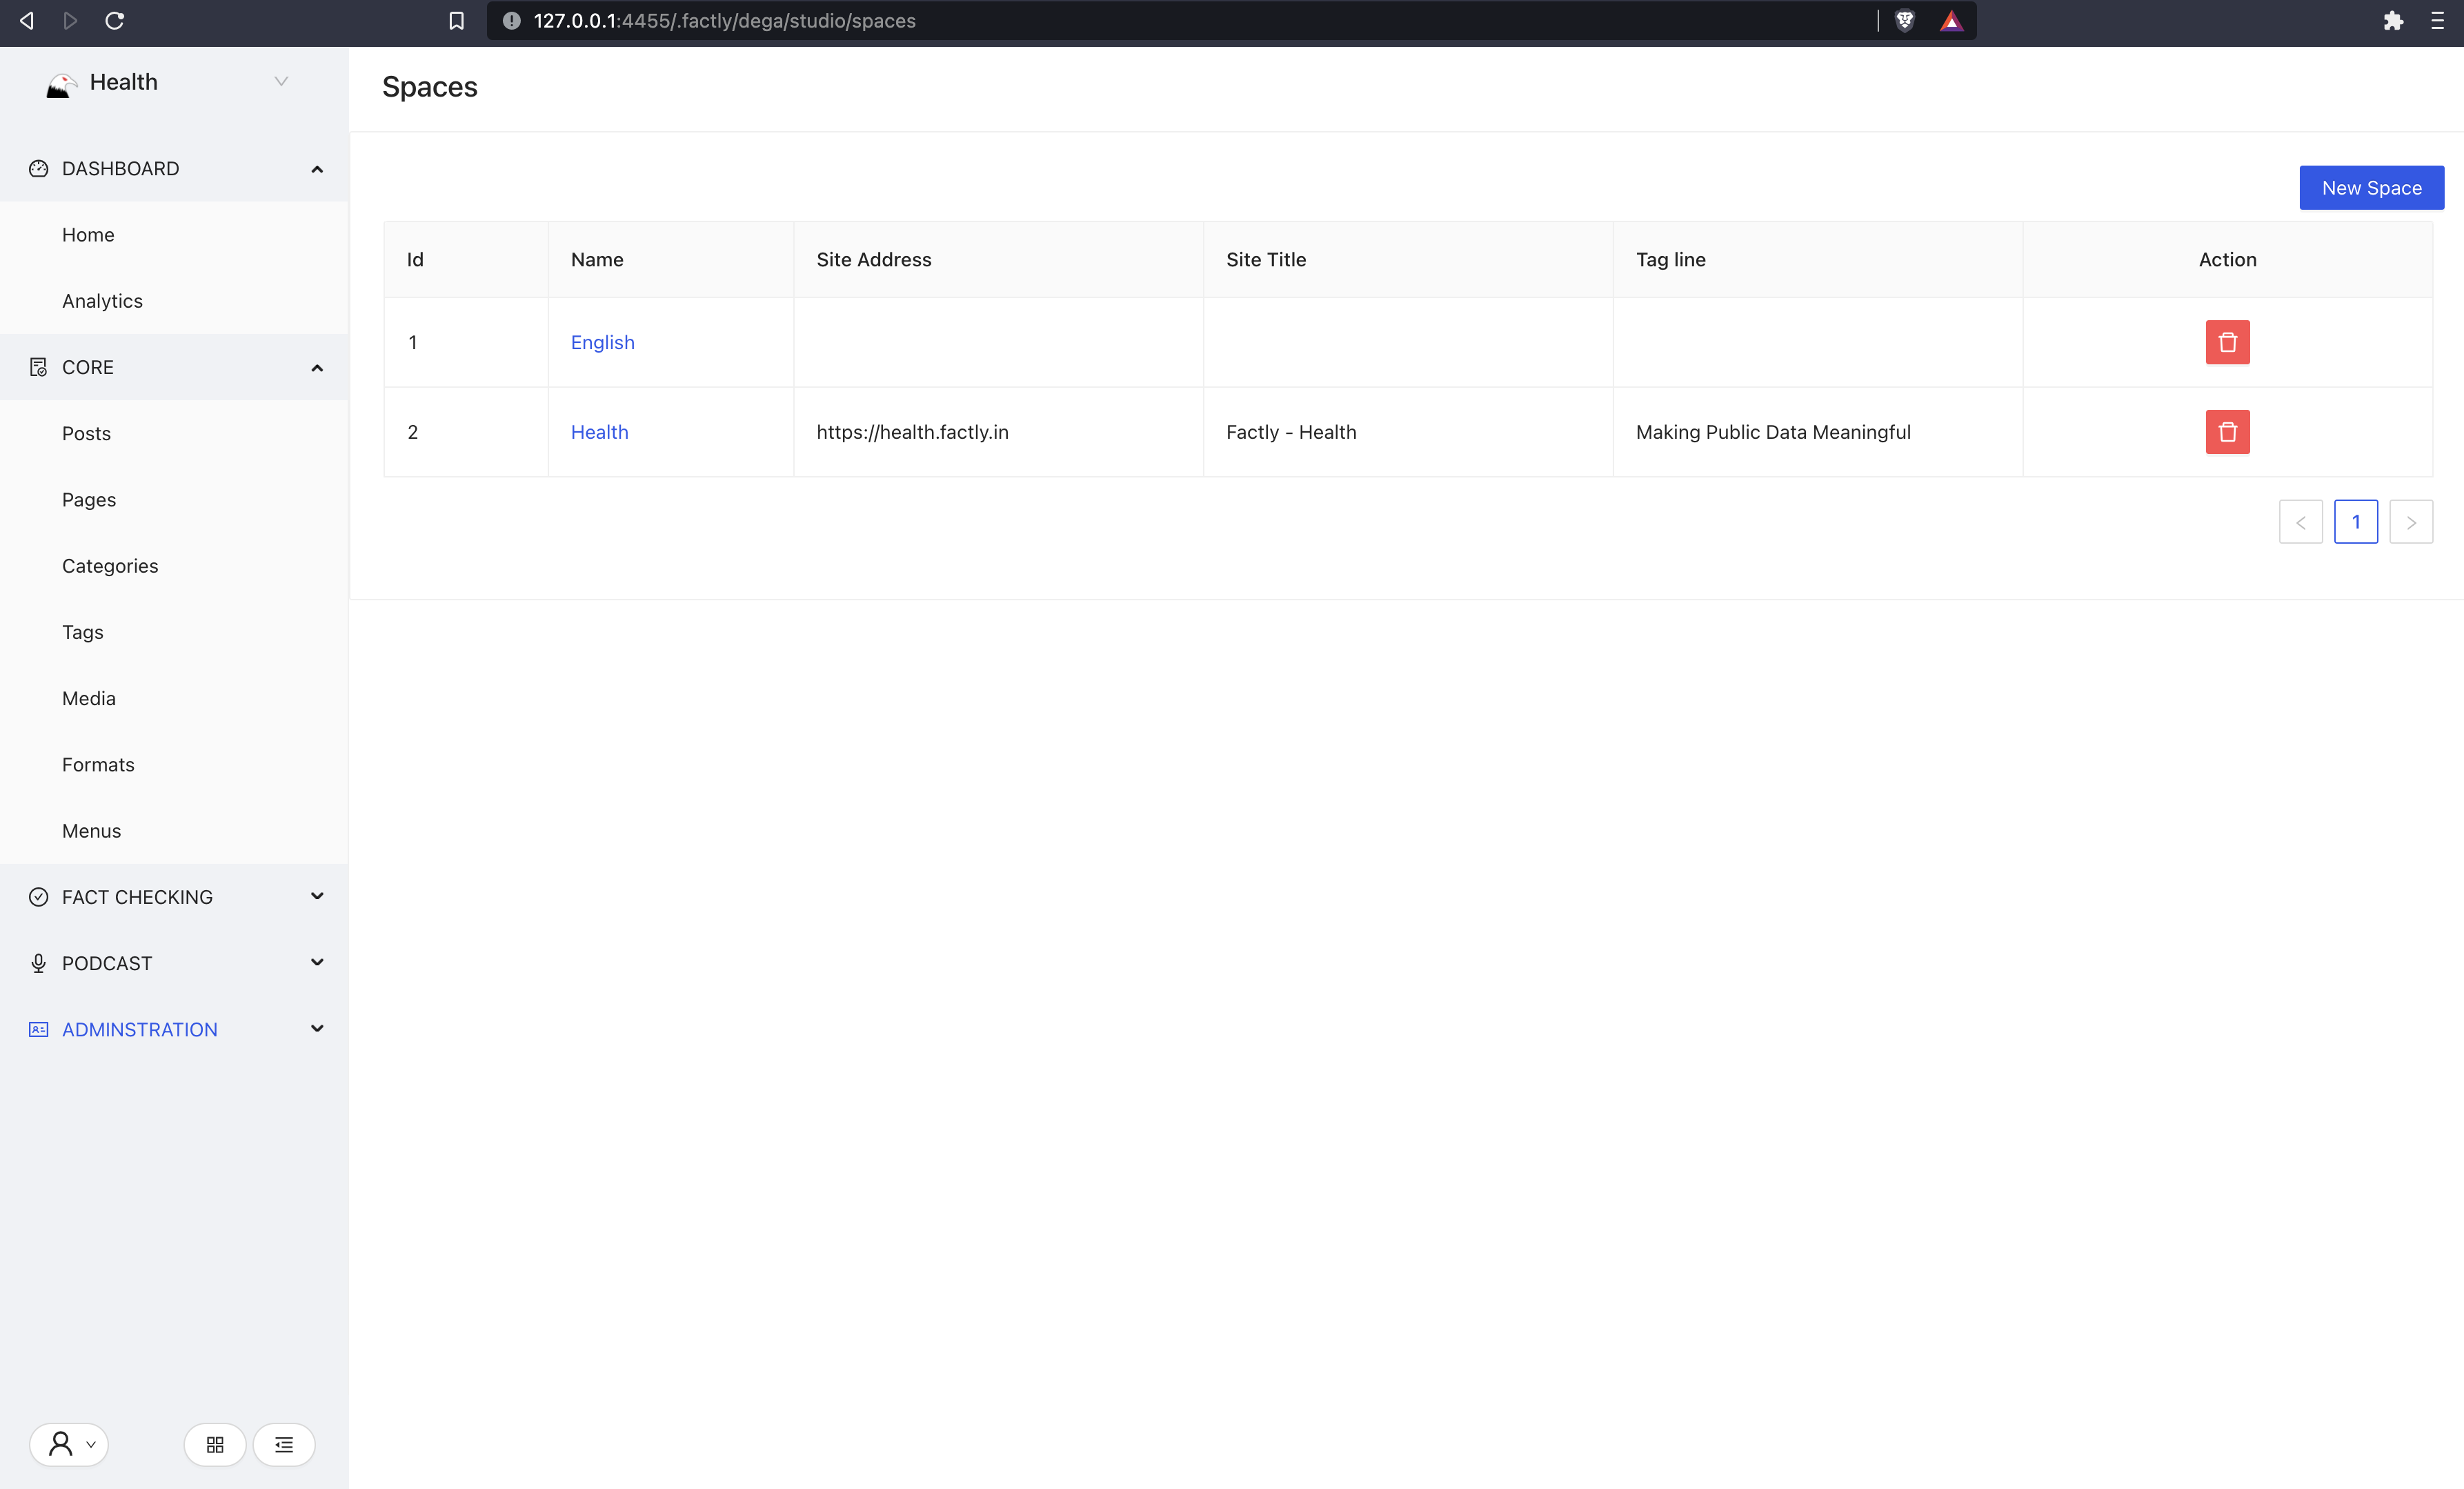 127.0.0.1:4455/.factly/dega/studio/spaces
Health
Spaces
DASHBOARD
Home
Analytics
CORE
Posts
Pages
Categories
Tags
Media
Formats
Menus
FACT CHECKING
PODCAST
ADMINSTRATION
New Space
Id Name Site Address Site Title Tag line Action
1 English
2 Health https://health.factly.in Factly - Health Making Public Data Meaningful
< 1 >